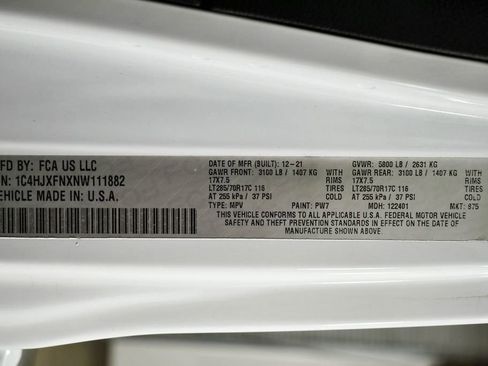 FD BY: FCA US LLC
N: 1C4HJXFNXNW111882
VEHICLE MADE IN: U.S.A.
DATE OF MFR (BUILT): 12-21 GVWR: 5800 LB / 2631 KG
GAWR FRONT: 3100 LB / 1407 KG WITH GAWR REAR: 3100 LB / 1407 KG WITH
17X7.5 RIMS 17X7.5 RIMS
LT285/70R17C 116 TIRES LT285/70R17C 116 TIRES
AT 255 kPa / 37 PSI COLD AT 255 kPa / 37 PSI COLD
TYPE: MPV PAINT: PW7 MDH: 122401 MKT: 875
THIS VEHICLE CONFORMS TO ALL APPLICABLE U.S.A. FEDERAL MOTOR VEHICLE
SAFETY AND THEFT PREVENTION STANDARDS IN EFFECT ON THE DATE OF
MANUFACTURE SHOWN ABOVE.